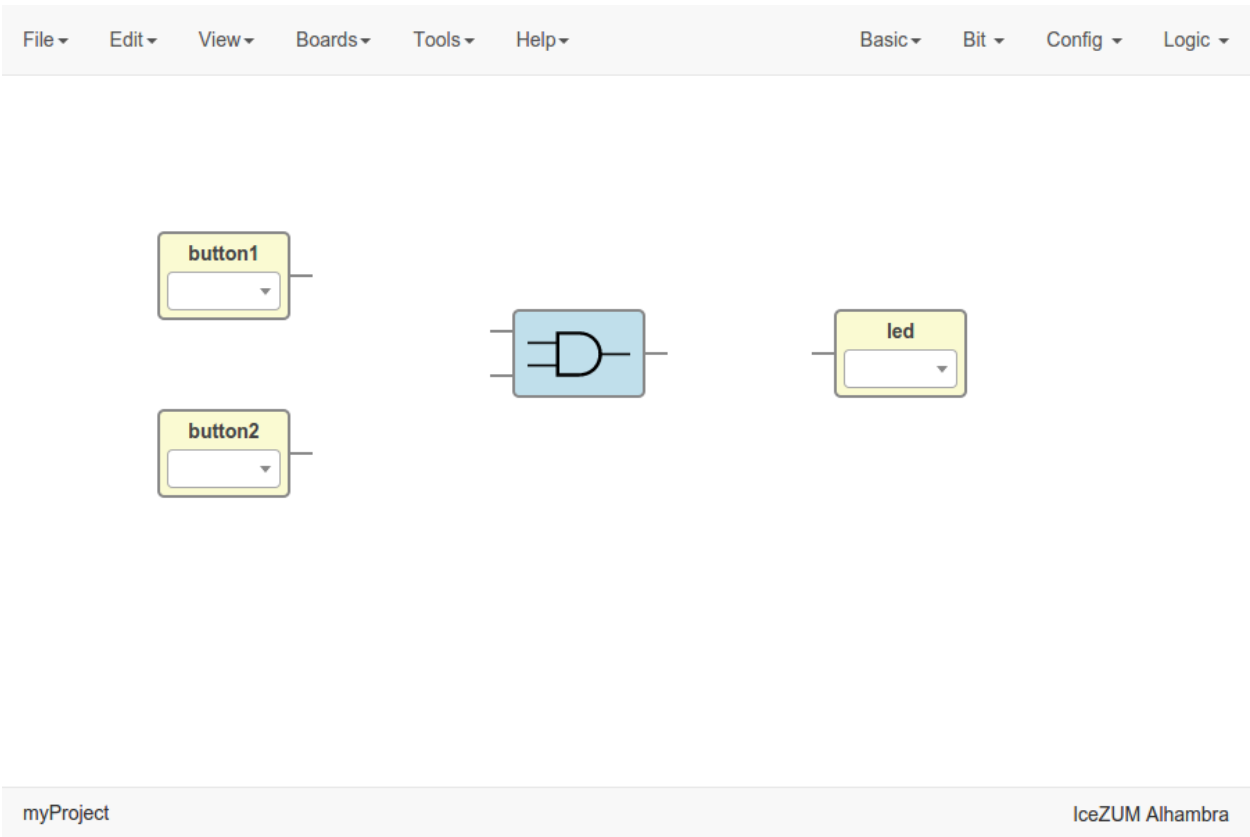 File Edit View Boards Tools Help Basic Bit Config Logic
button1
led
button2
myProject IceZUM Alhambra